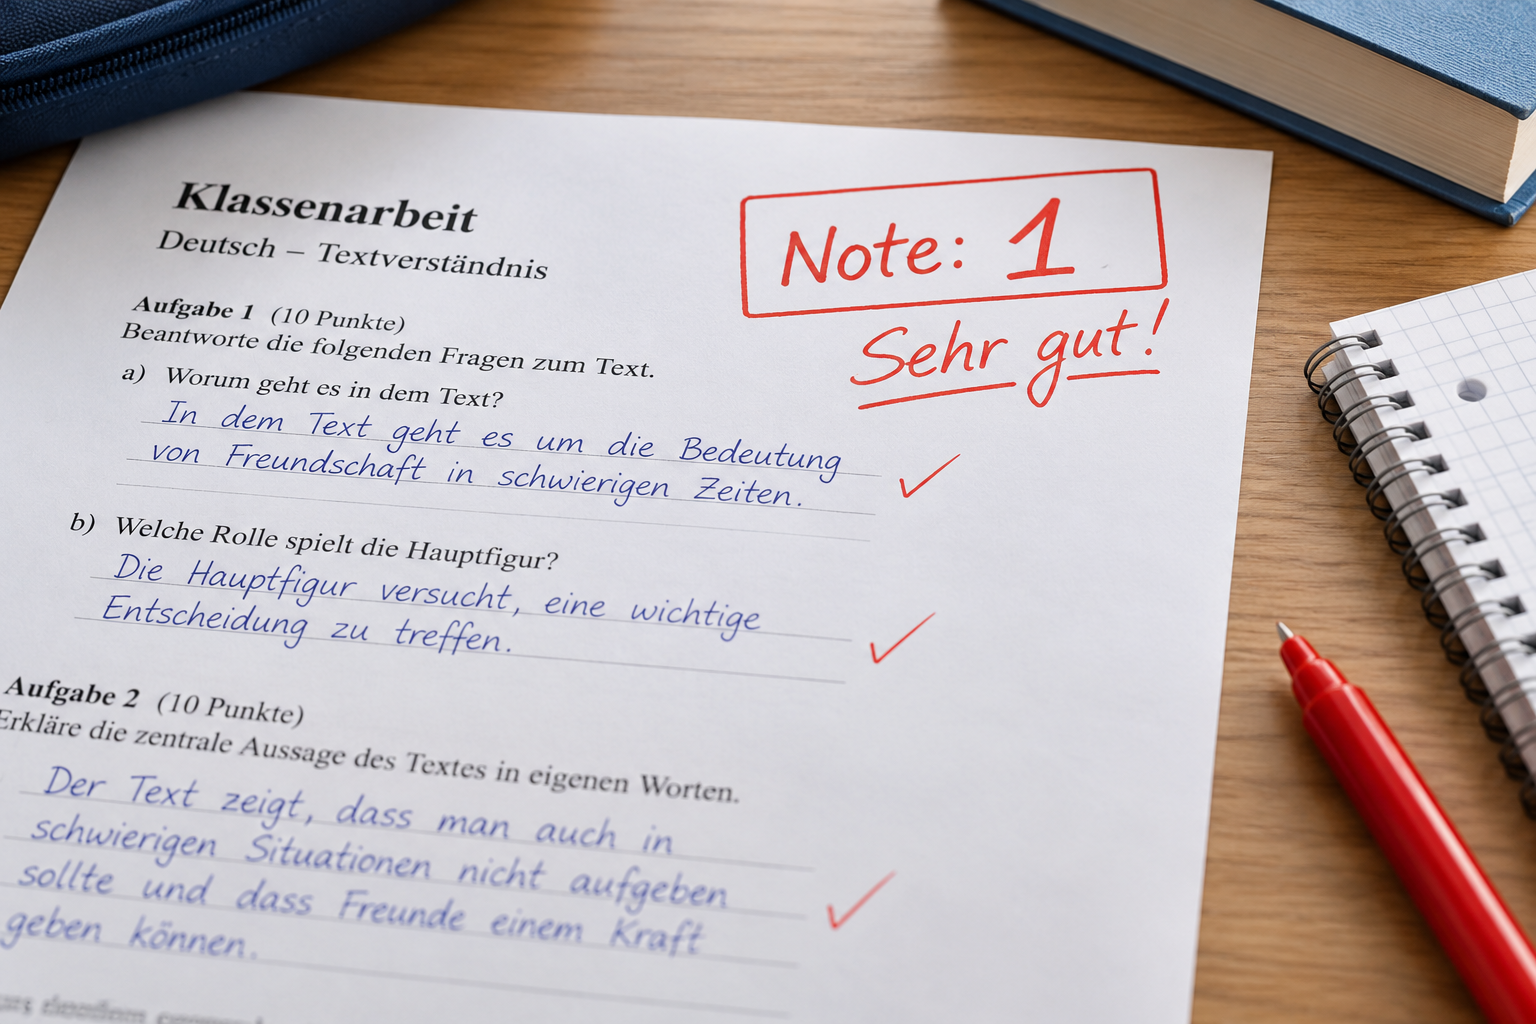 Klassenarbeit
Deutsch – Textverständnis
Note: 1
Sehr gut!
Aufgabe 1 (10 Punkte)
Beantworte die folgenden Fragen zum Text.
a) Worum geht es in dem Text?
In dem Text geht es um die Bedeutung
von Freundschaft in schwierigen Zeiten.
b) Welche Rolle spielt die Hauptfigur?
Die Hauptfigur versucht, eine wichtige
Entscheidung zu treffen.
Aufgabe 2 (10 Punkte)
Erkläre die zentrale Aussage des Textes in eigenen Worten.
Der Text zeigt, dass man auch in
schwierigen Situationen nicht aufgeben
sollte und dass Freunde einem Kraft
geben können.